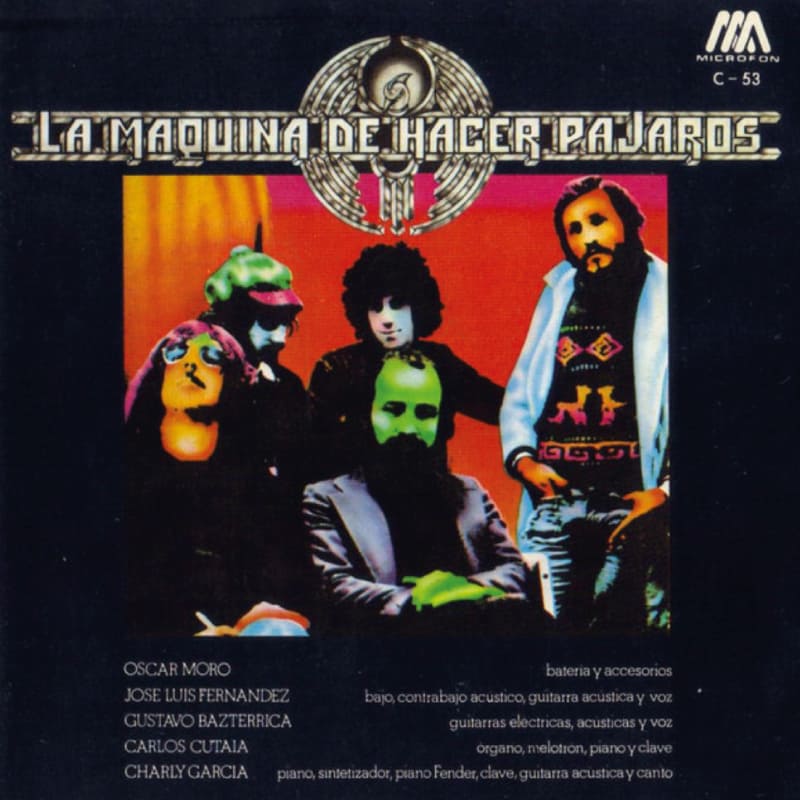 MICROFON
C - 53
LA MAQUINA DE HACER PAJAROS
OSCAR MORO bateria y accesorios
JOSE LUIS FERNANDEZ bajo, contrabajo acustico, guitarra acustica y voz
GUSTAVO BAZTERRICA guitarras electricas, acusticas y voz
CARLOS CUTAIA órgano, melotron, piano y clave
CHARLY GARCIA piano, sintetizador, piano Fender, clave, guitarra acustica y canto